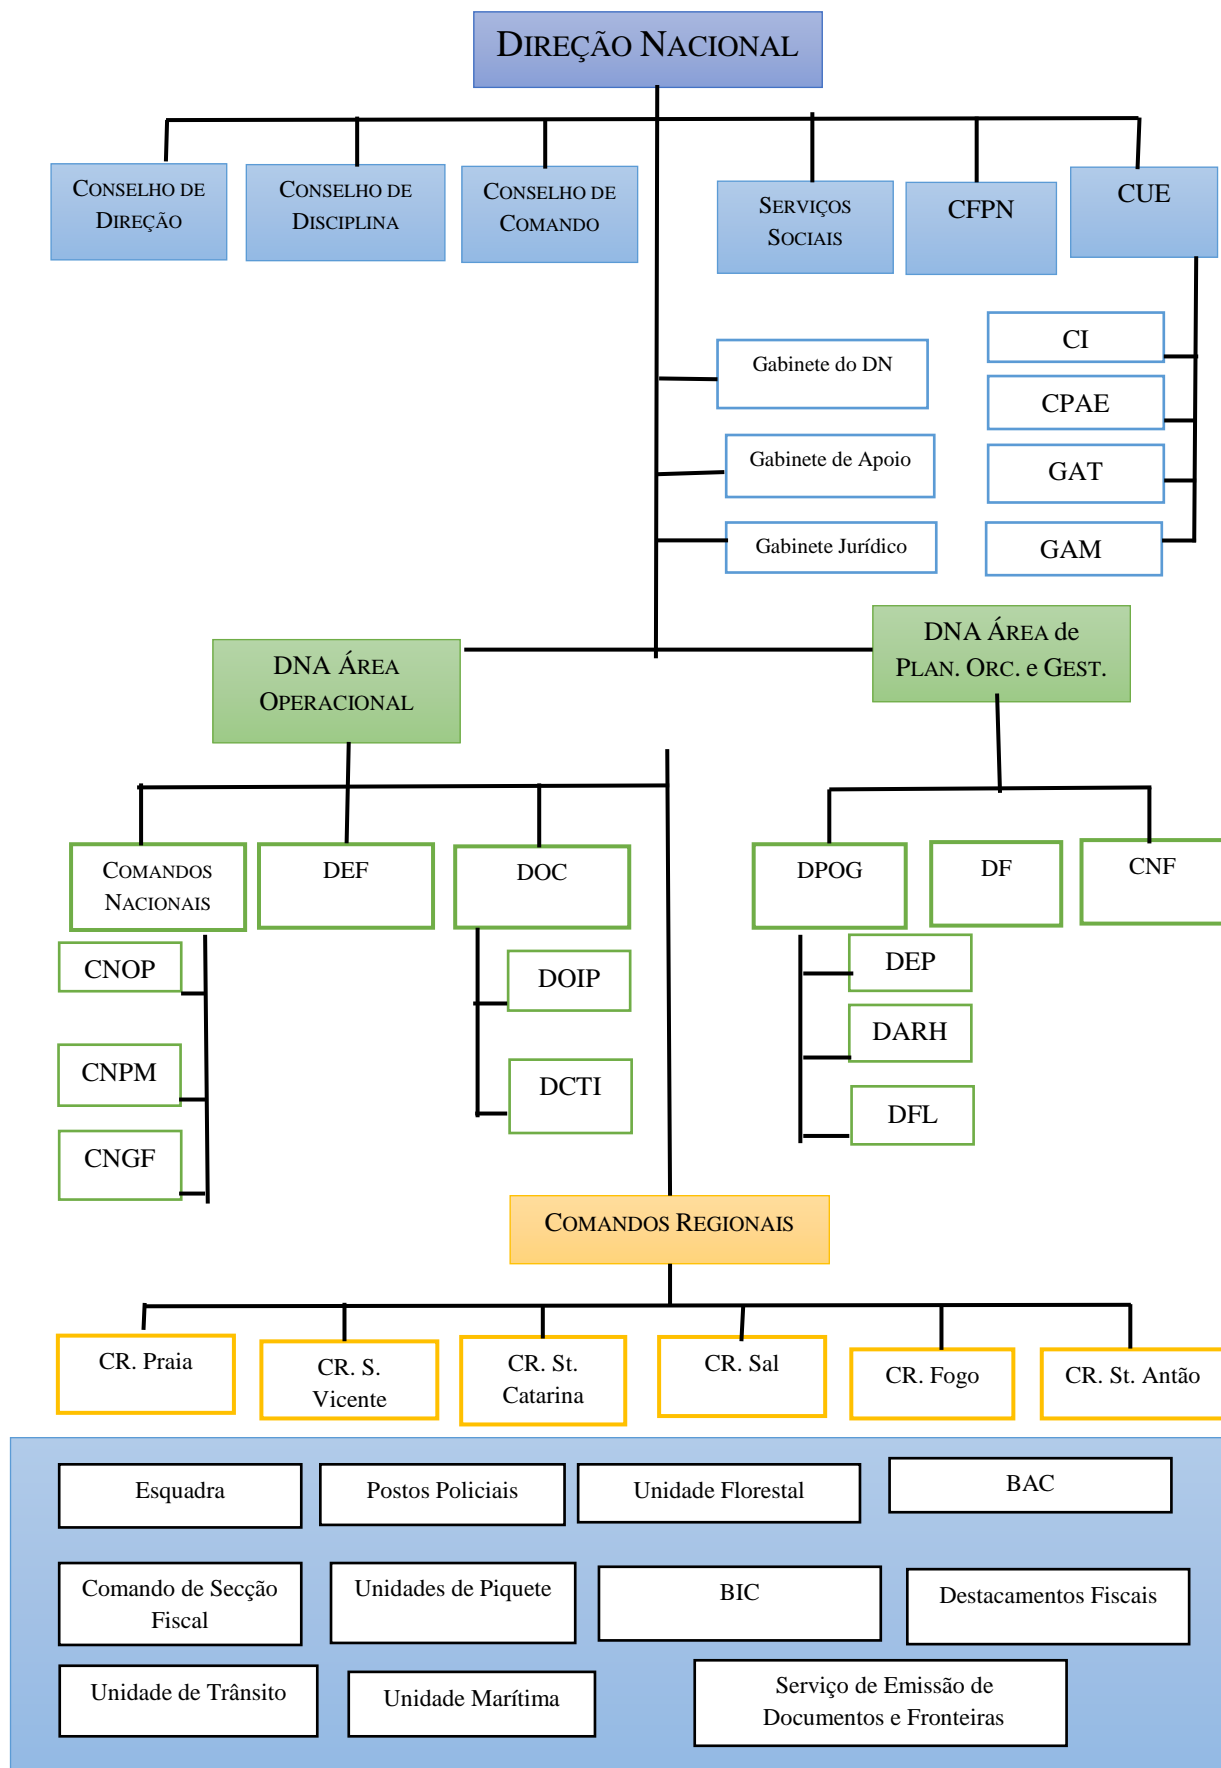 DIREÇÃO NACIONAL
CONSELHO DE
DIREÇÃO
CONSELHO DE
DISCIPLINA
CONSELHO DE
COMANDO
SERVIÇOS
SOCIAIS
CFPN
CUE
CI
CPAE
GAT
GAM
Gabinete do DN
Gabinete de Apoio
Gabinete Jurídico
DNA ÁREA
OPERACIONAL
DNA ÁREA de
PLAN. ORC. e GEST.
COMANDOS
NACIONAIS
DEF
DOC
DPOG
DF
CNF
CNOP
CNPM
CNGF
DOIP
DCTI
DEP
DARH
DFL
COMANDOS REGIONAIS
CR. Praia
CR. S.
Vicente
CR. St.
Catarina
CR. Sal
CR. Fogo
CR. St. Antão
Esquadra
Postos Policiais
Unidade Florestal
BAC
Comando de Secção
Fiscal
Unidades de Piquete
BIC
Destacamentos Fiscais
Unidade de Trânsito
Unidade Marítima
Serviço de Emissão de
Documentos e Fronteiras